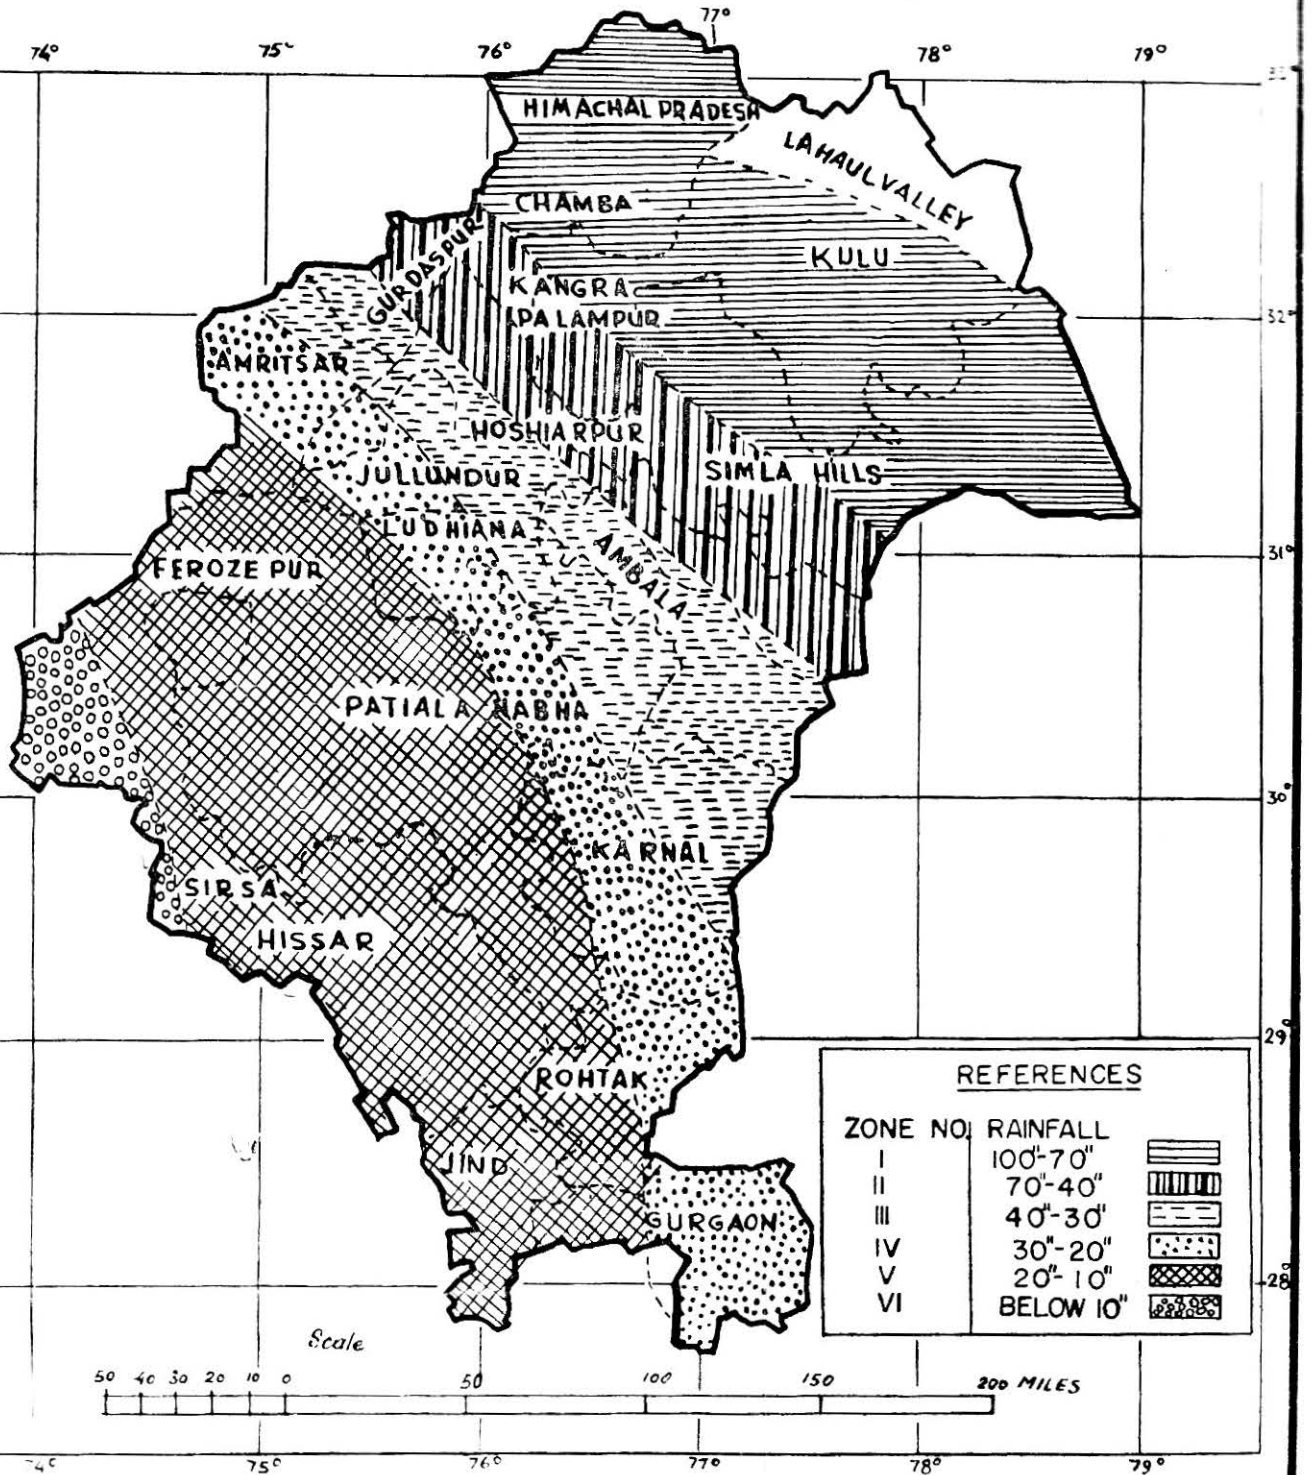 77°
74° 75° 76° 78° 79°
HIMACHAL PRADESH
LAHAUL VALLEY
CHAMBA
GURDASPUR
KULU
KANGRA
PALAMPUR
32°
AMRITSAR
HOSHIARPUR
SIMLA HILLS
JULLUNDUR
LUDHIANA
AMBALA
31°
FEROZEPUR
PATIALA NABHA
30°
KARNAL
SIRSA
HISSAR
29°
ROHTAK
JIND
GURGAON
28°
REFERENCES
ZONE NO. RAINFALL
I 100"-70"
II 70"-40"
III 40"-30"
IV 30"-20"
V 20"-10"
VI BELOW 10"
Scale
50 40 30 20 10 0 50 100 150 200 MILES
74° 75° 76° 77° 78° 79°